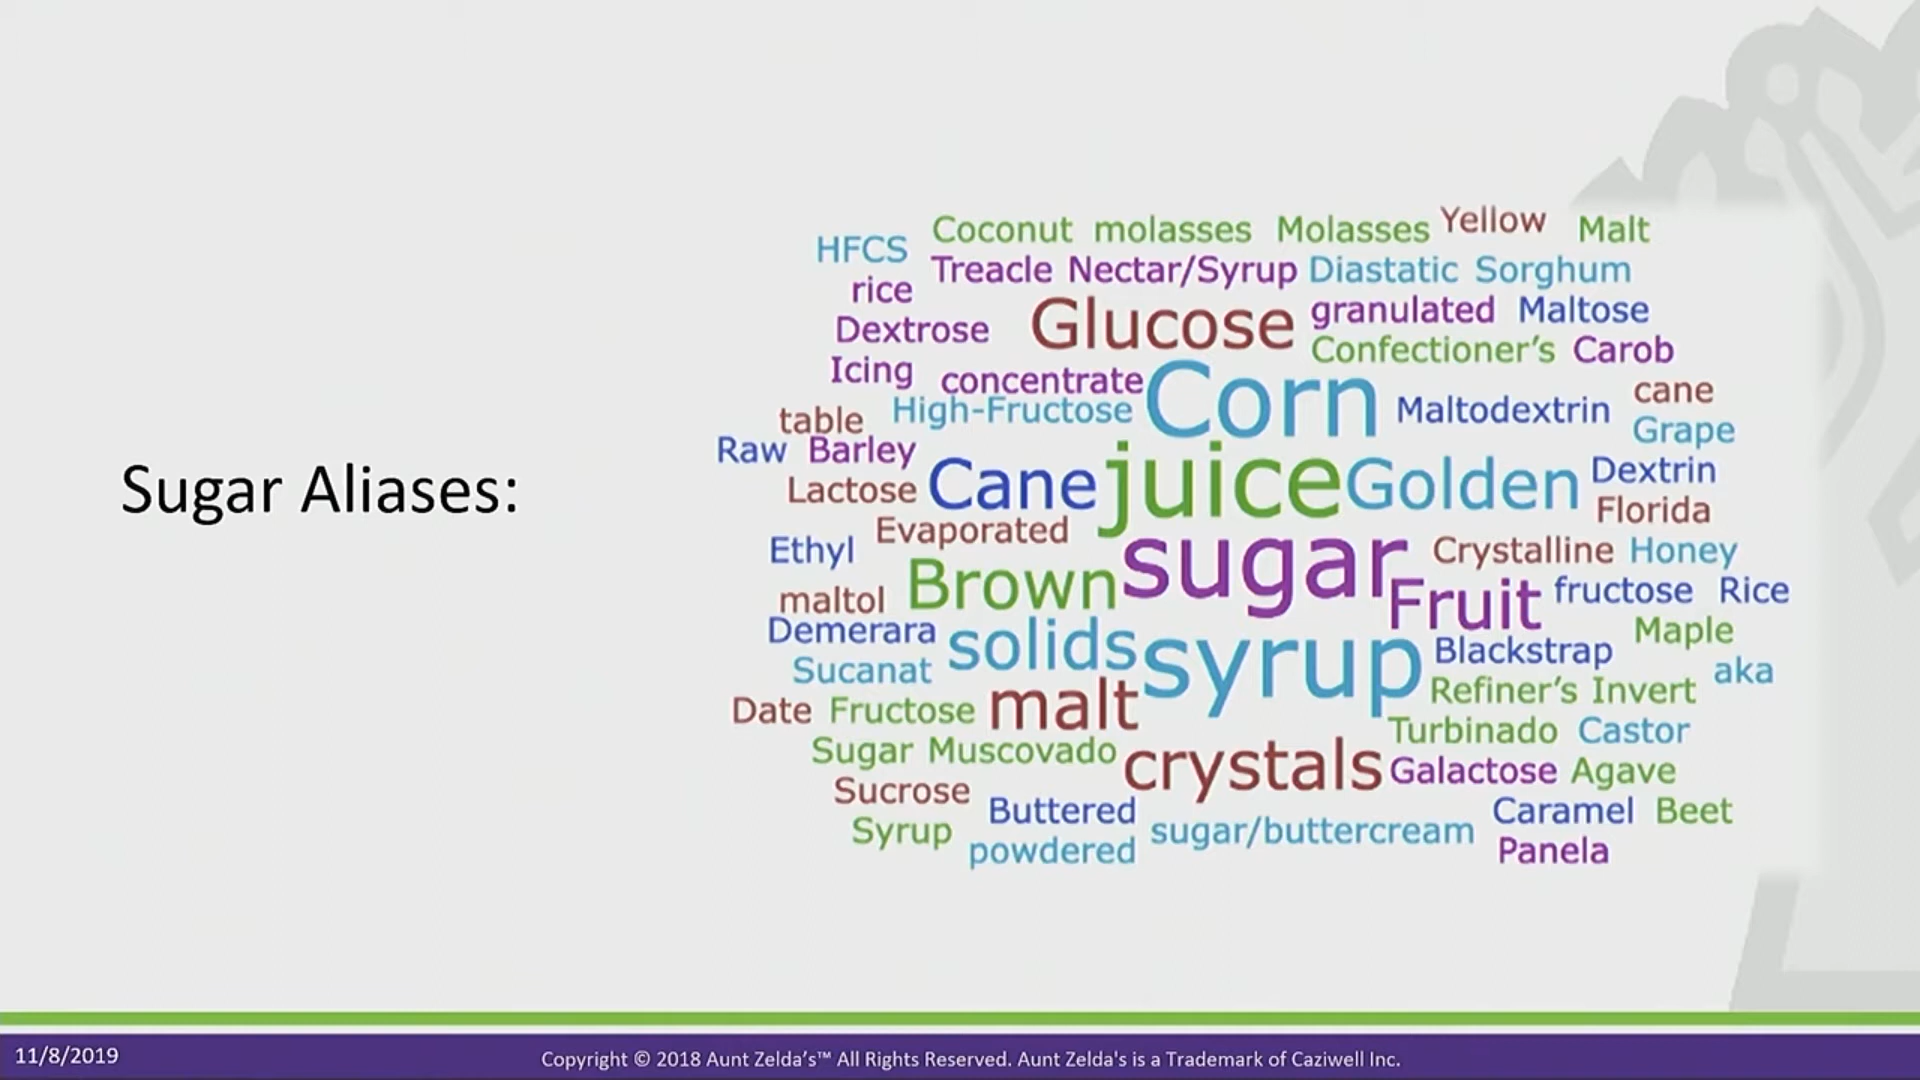 Sugar Aliases:
HFCS Coconut molasses Molasses Yellow Malt
rice Treacle Nectar/Syrup Diastatic Sorghum
Dextrose Glucose granulated Maltose
Confectioner's Carob
Icing concentrate Corn cane
table High-Fructose Maltodextrin Grape
Raw Barley
Lactose Cane juice Golden Dextrin
Evaporated Florida
Ethyl sugar Crystalline Honey
maltol Brown Fruit fructose Rice
Demerara solids syrup Blackstrap Maple
Sucanat Refiner's Invert aka
Date Fructose malt Turbinado Castor
Sugar Muscovado crystals Galactose Agave
Sucrose Buttered Caramel Beet
Syrup powdered sugar/buttercream Panela
11/8/2019
Copyright © 2018 Aunt Zelda's™ All Rights Reserved. Aunt Zelda's is a Trademark of Caziwell Inc.